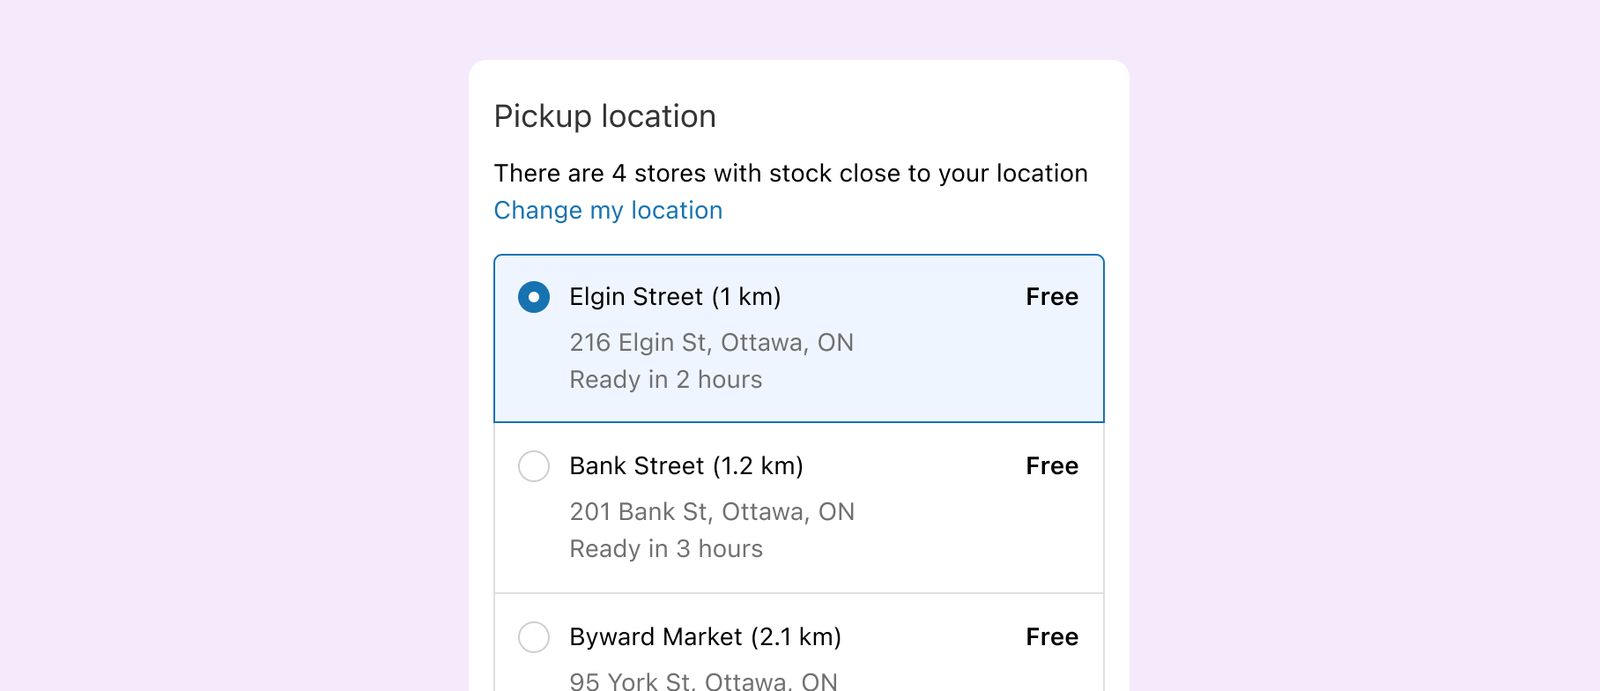 Pickup location
There are 4 stores with stock close to your location
Change my location
Elgin Street (1 km) Free
216 Elgin St, Ottawa, ON
Ready in 2 hours
Bank Street (1.2 km) Free
201 Bank St, Ottawa, ON
Ready in 3 hours
Byward Market (2.1 km) Free
95 York St, Ottawa, ON